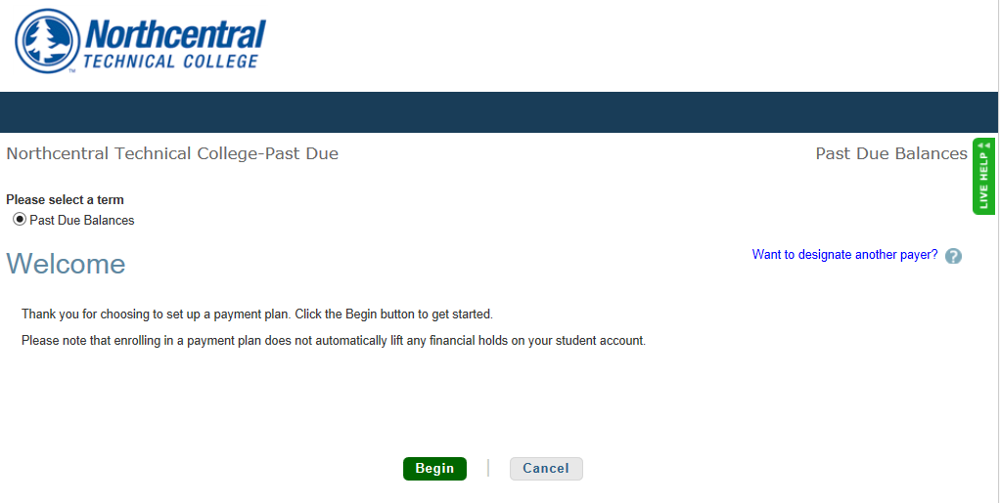 Northcentral
TECHNICAL COLLEGE
TM
Northcentral Technical College-Past Due
Past Due Balances
LIVE HELP
Please select a term
Past Due Balances
Welcome
Want to designate another payer? ?
Thank you for choosing to set up a payment plan. Click the Begin button to get started.
Please note that enrolling in a payment plan does not automatically lift any financial holds on your student account.
Begin | Cancel